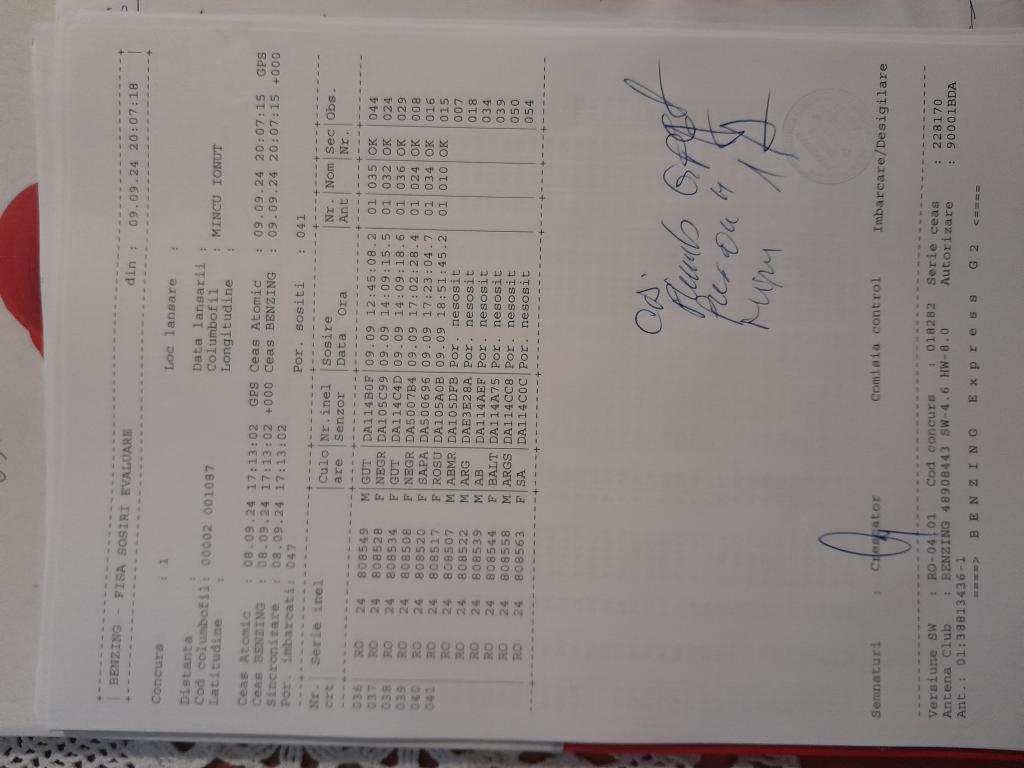 BENZING - FISA SOSIRI EVALUARE din : 09.09.24 20:07:18
Concurs : 1 Loc lansare :
Distanta : Data lansarii :
Cod columbofil: 00002 001087 Columbofil : MINCU IONUT
Latitudine : Longitudine :
Ceas Atomic : 08.09.24 17:13:02 GPS Ceas Atomic : 09.09.24 20:07:15 GPS
Ceas BENZING : 08.09.24 17:13:02 +000 Ceas BENZING : 09.09.24 20:07:15 +000
Sincronizare : 08.09.24 17:13:02
Por. imbarcati: 047 Por. sositi : 041
Nr. | Serie inel |Culo|Nr.inel |Sosire |Nr. |Nom|Sec|Obs.
crt| |are |Senzor |Data Ora |Ant |Nr.
036 RO 24 808549 M GUT DA114B0F 09.09 12:45:08.2 01 035 OK 044
037 RO 24 808528 F NEGR DA105C99 09.09 14:09:15.5 01 032 OK 024
038 RO 24 808534 F GUT DA114C4D 09.09 14:09:18.6 01 036 OK 029
039 RO 24 808508 F NEGR DA5007B4 09.09 17:02:28.4 01 024 OK 008
040 RO 24 808520 F SAPA DA500696 09.09 17:23:04.7 01 034 OK 016
041 RO 24 808517 F ROSU DA105A0B 09.09 18:51:45.2 01 010 OK 015
RO 24 808507 M ABMR DA105DFB Por. nesosit 007
RO 24 808522 M ARG DAE3E28A Por. nesosit 018
RO 24 808539 M AB DA114AEF Por. nesosit 034
RO 24 808544 F BALT DA114A75 Por. nesosit 039
RO 24 808558 M ARGS DA114CC8 Por. nesosit 050
RO 24 808563 F SA DA114C0C Por. nesosit 054
Semnaturi : Crescator Comisia control Imbarcare/Desigilare
Versiune SW : RO-04.01 Cod concurs : 018282 Serie ceas : 228170
Antena Club : BENZING 48908443 SW-4.6 HW-8.0 Autorizare : 90001BDA
Ant.: 01:38813436-1
====> B E N Z I N G E x p r e s s G 2 <====